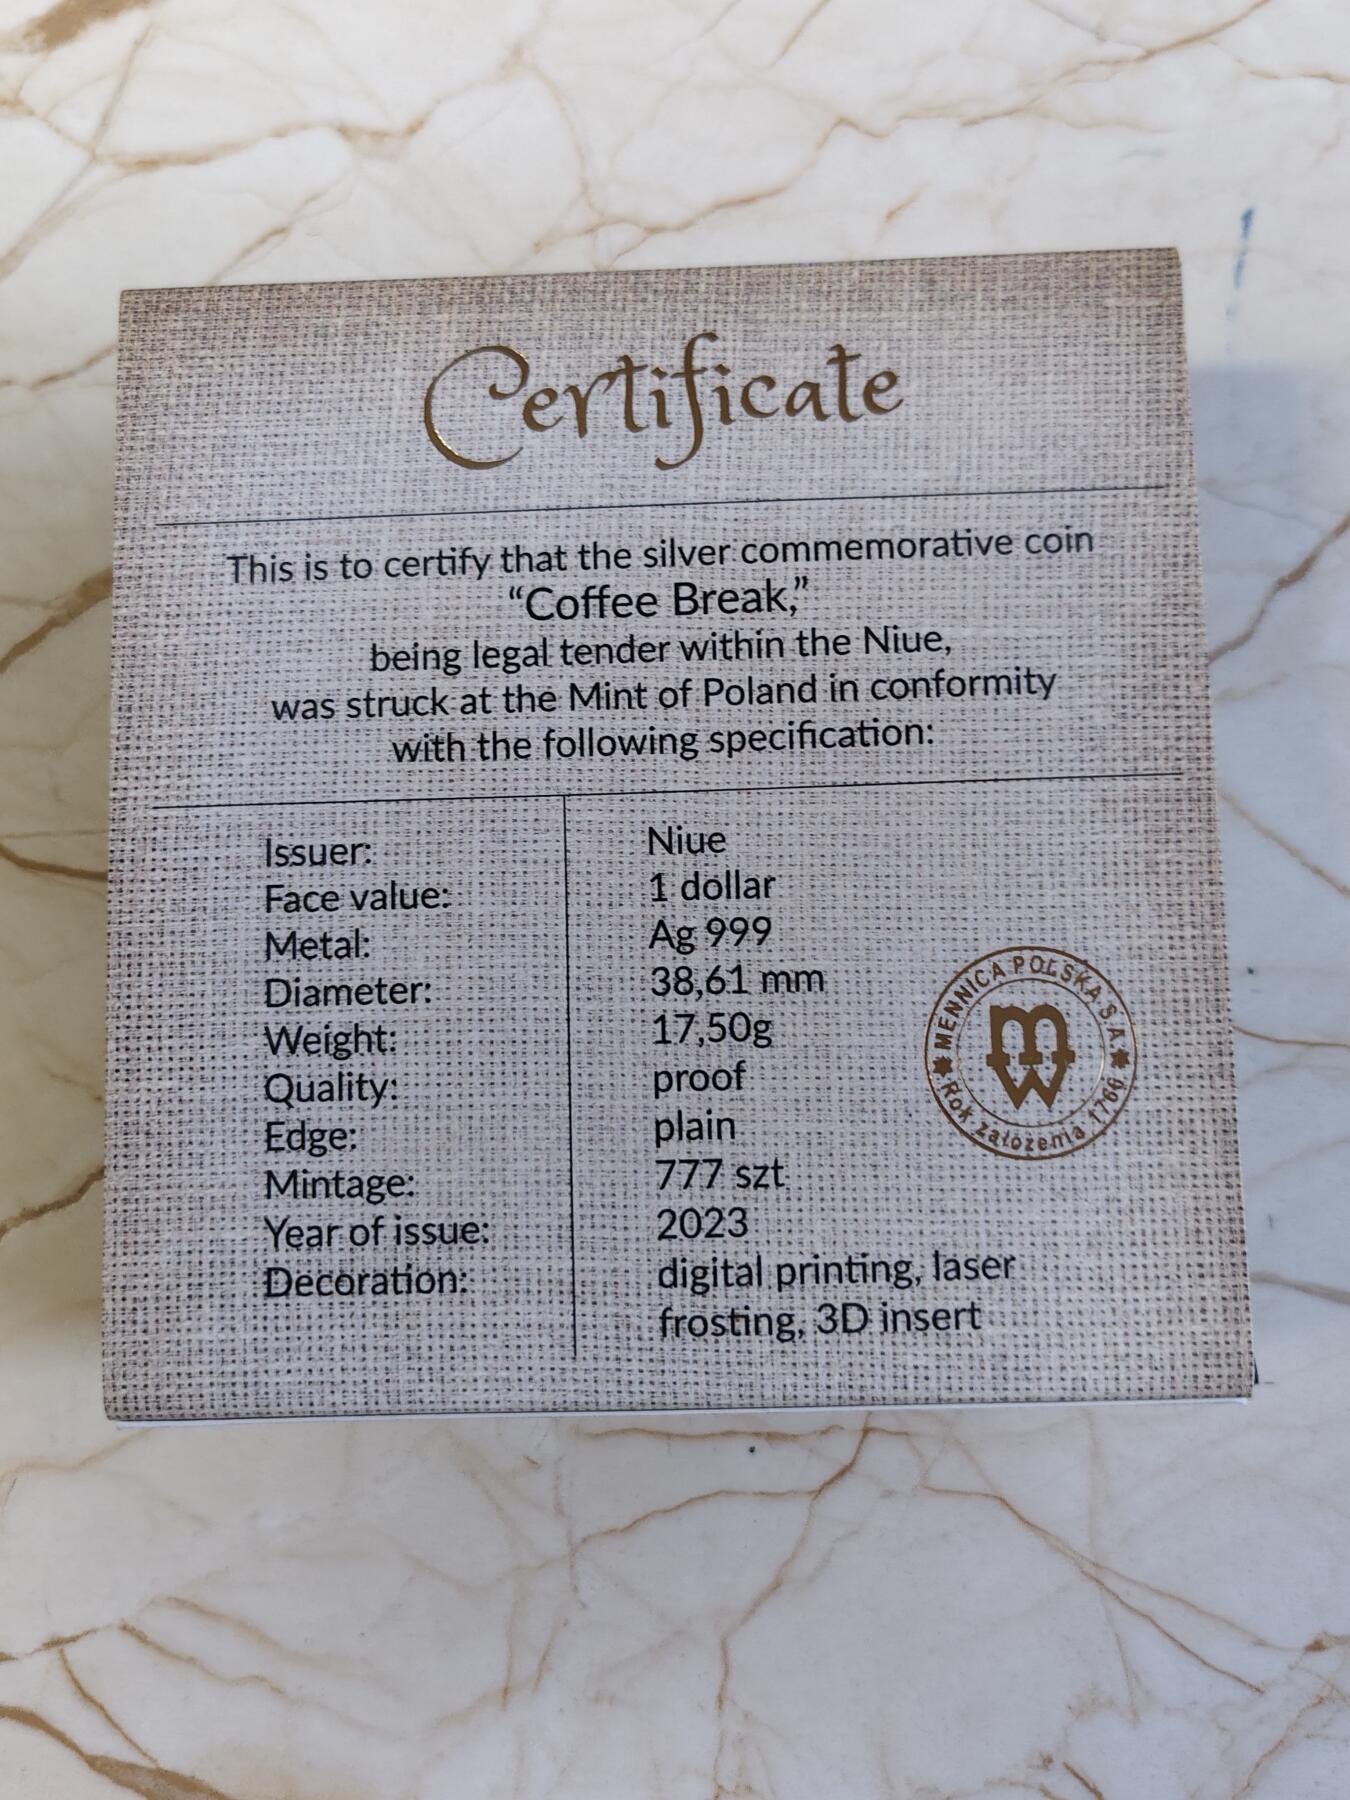 Certificate
This is to certify that the silver commemorative coin
“Coffee Break,”
being legal tender within the Niue,
was struck at the Mint of Poland in conformity
with the following specification:
Issuer: Niue
Face value: 1 dollar
Metal: Ag 999
Diameter: 38,61 mm
Weight: 17,50g
Quality: proof
Edge: plain
Mintage: 777 szt
Year of issue: 2023
Decoration: digital printing, laser
frosting, 3D insert
MENNICA POLSKA S.A.
MW
Rok założenia 1766